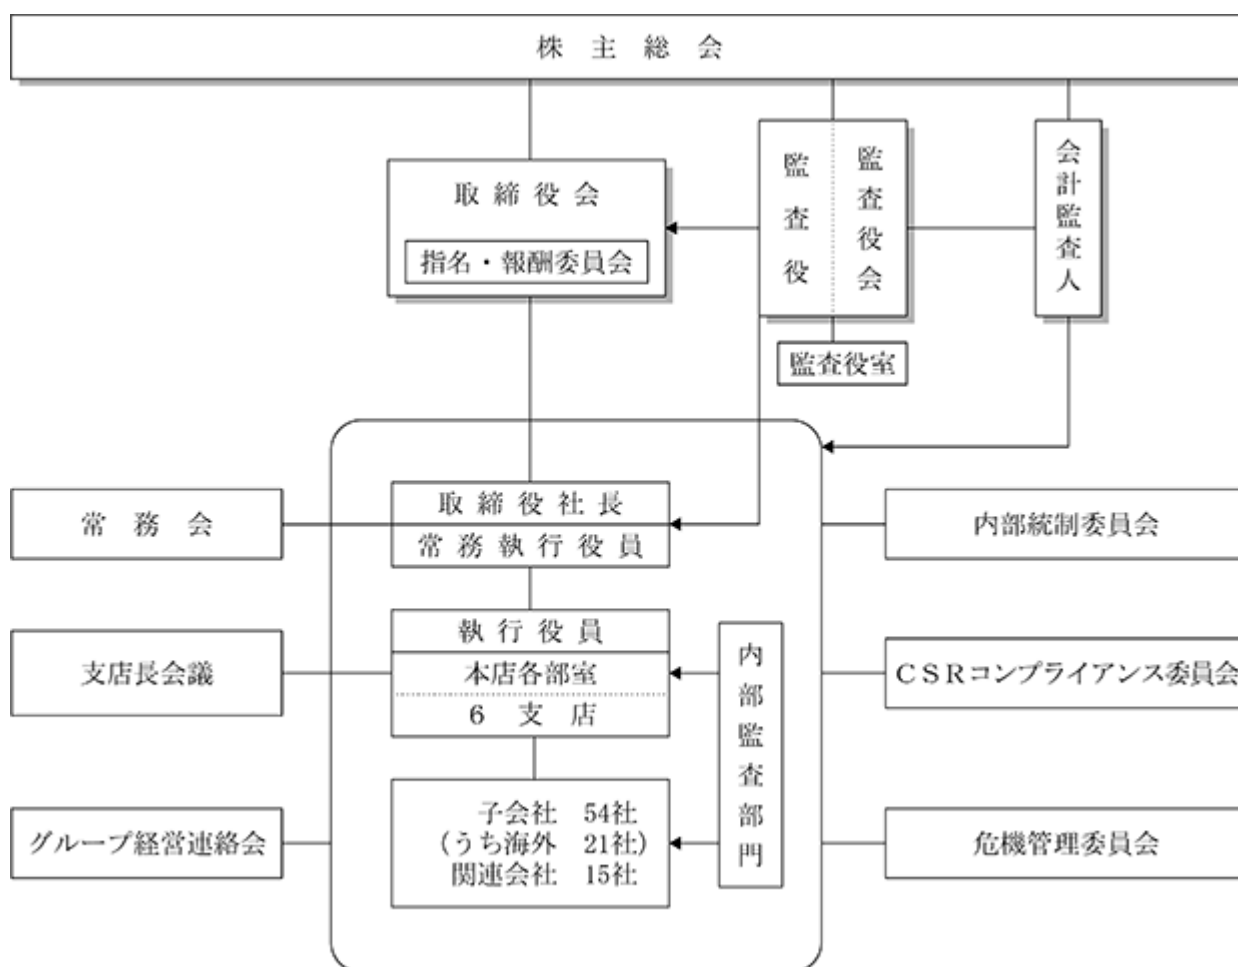 株主総会
取締役会
指名・報酬委員会
監査役
監査役会
会計監査人
監査役室
常務会
取締役社長
常務執行役員
内部統制委員会
支店長会議
執行役員
本店各部室
6支店
内部監査部門
CSRコンプライアンス委員会
グループ経営連絡会
子会社 54社
(うち海外 21社)
関連会社 15社
危機管理委員会